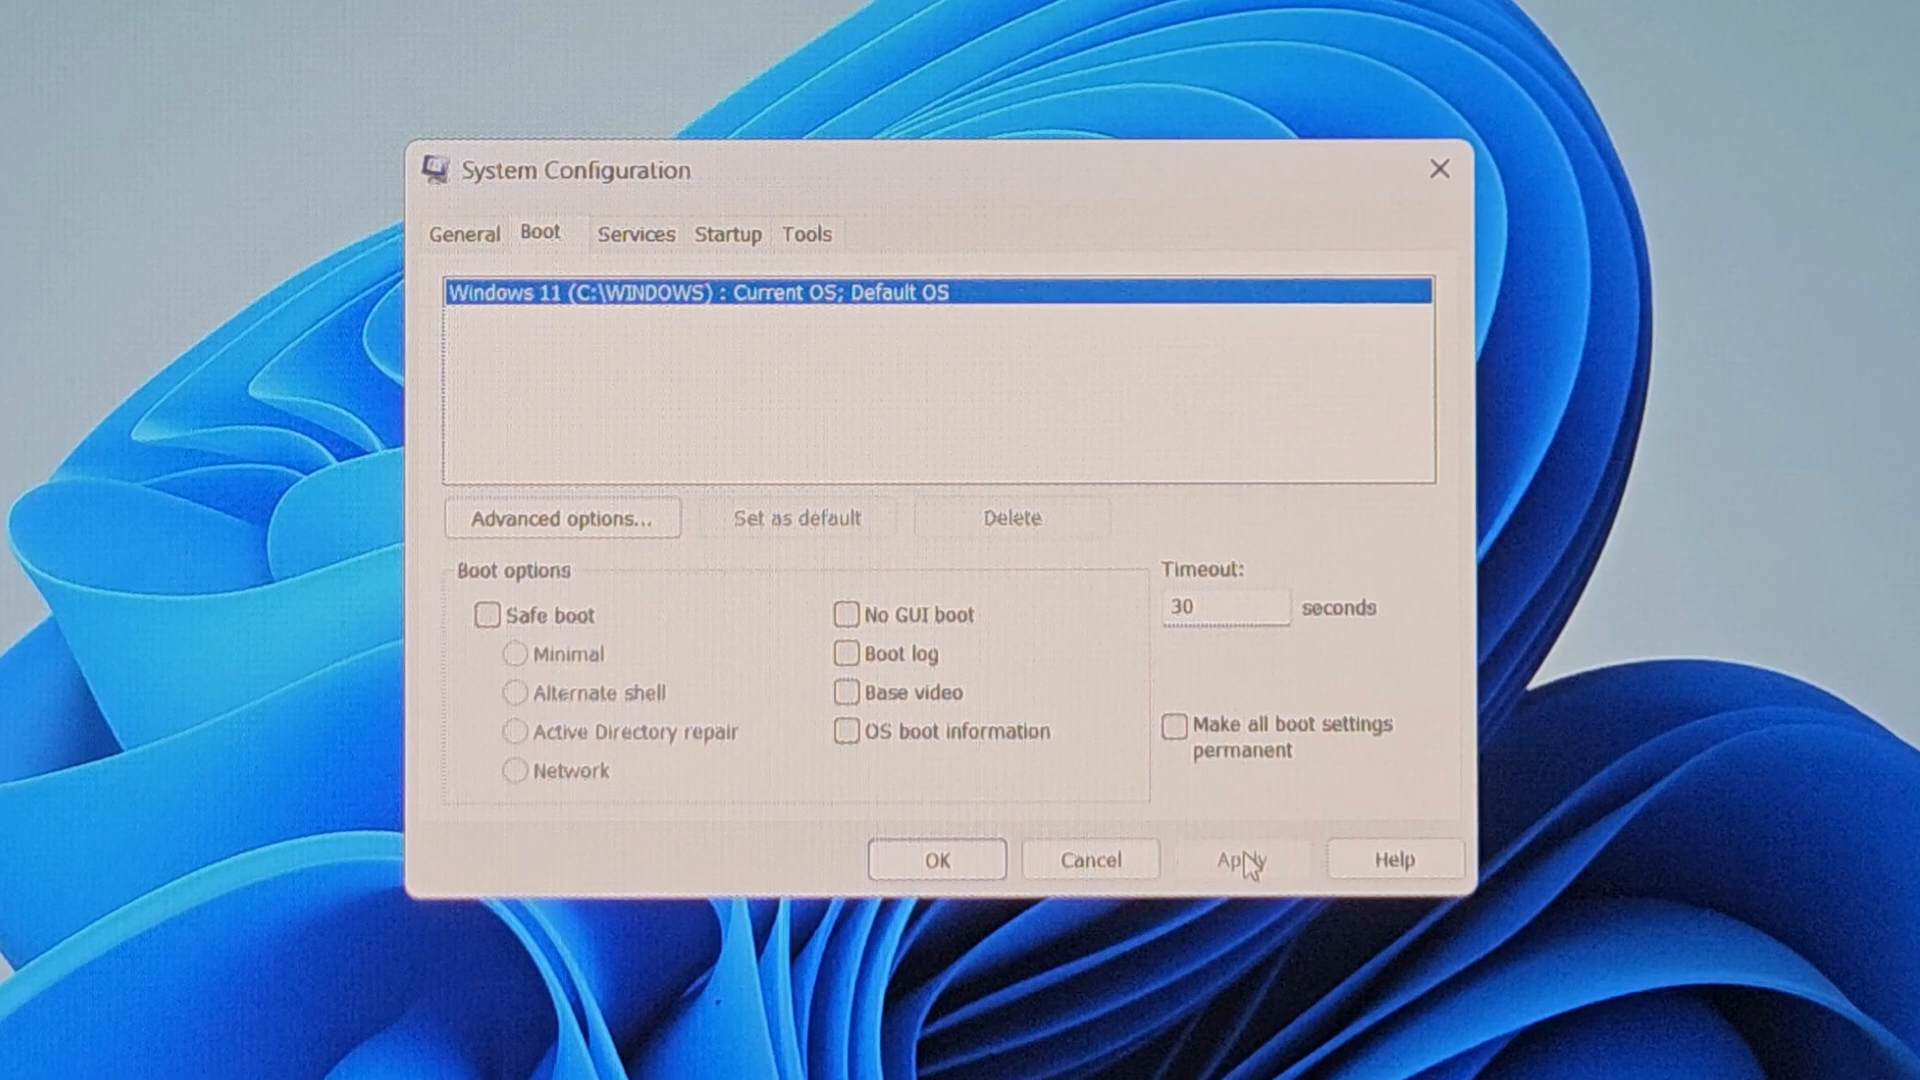 System Configuration
General Boot Services Startup Tools
Windows 11 (C:\WINDOWS) : Current OS; Default OS
Advanced options... Set as default Delete
Boot options
Timeout:
Safe boot
No GUI boot
30 seconds
Minimal
Boot log
Alternate shell
Base video
Active Directory repair
OS boot information
Make all boot settings
permanent
Network
OK Cancel Apply Help